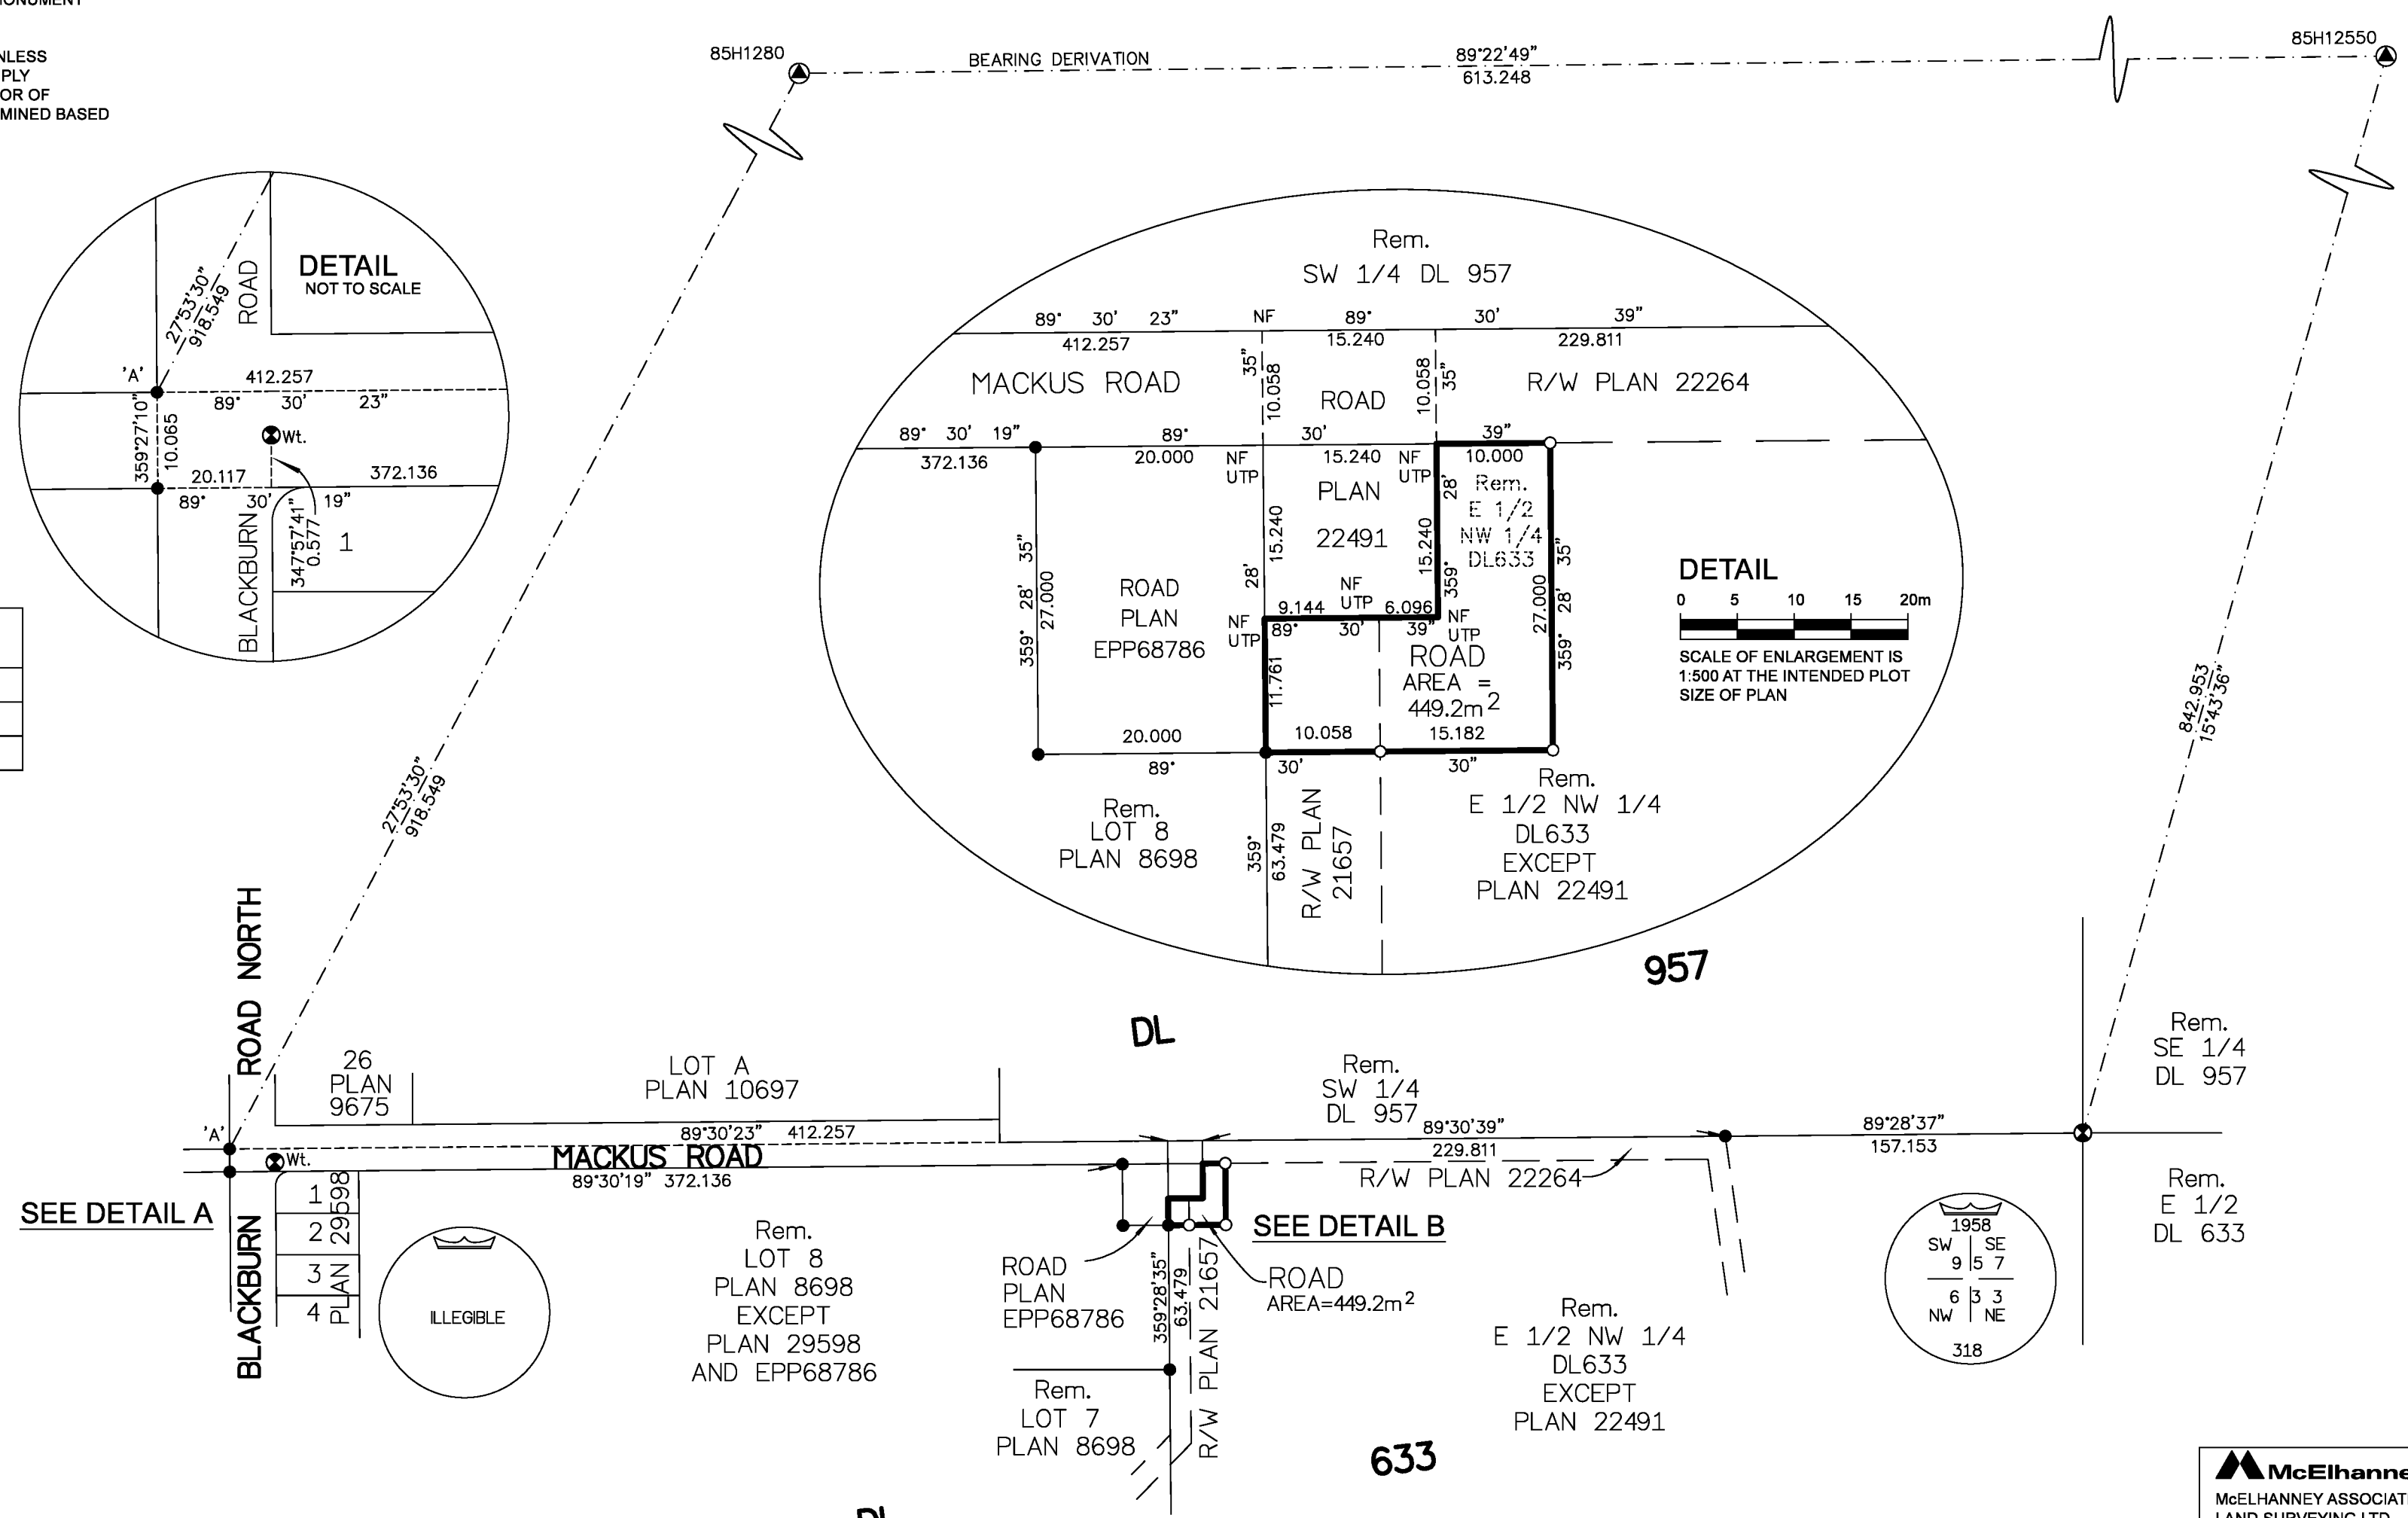 MONUMENT
NLESS
PLY
OR OF
MINED BASED
85H1280
BEARING DERIVATION
89°22'49"
613.248
85H12550
27°53'30"
918.549
ROAD
DETAIL
NOT TO SCALE
'A'
412.257
89° 30' 23"
359°27'10"
10.065
Wt.
20.117
372.136
89° 30' 19"
BLACKBURN
347°57'41"
0.577
1
Rem.
SW 1/4 DL 957
89° 30' 23" NF 89° 30' 39"
412.257 15.240 229.811
35"
10.058
10.058
35"
MACKUS ROAD
ROAD
R/W PLAN 22264
89° 30' 19" 89° 30' 39"
372.136 20.000 NF 15.240 NF 10.000
UTP UTP
PLAN
22491
28'
15.240
15.240
28'
359°
Rem.
E 1/2
NW 1/4
DL633
359° 28' 35"
27.000
ROAD
PLAN
EPP68786
NF
UTP
NF
UTP
9.144 6.096
89° 30' 39"
NF
UTP
11.761
ROAD
AREA =
449.2m2
27.000
359° 28' 35"
20.000 10.058 15.182
89° 30' 30"
Rem.
LOT 8
PLAN 8698
359°
63.479
R/W PLAN
21657
Rem.
E 1/2 NW 1/4
DL633
EXCEPT
PLAN 22491
DETAIL
0 5 10 15 20m
SCALE OF ENLARGEMENT IS
1:500 AT THE INTENDED PLOT
SIZE OF PLAN
842.953
15°43'36"
27°53'30"
918.549
957
DL
ROAD NORTH
26
PLAN
9675
LOT A
PLAN 10697
Rem.
SW 1/4
DL 957
Rem.
SE 1/4
DL 957
'A'
89°30'23" 412.257
89°30'39"
229.811
89°28'37"
157.153
Wt.
MACKUS ROAD
89°30'19" 372.136
R/W PLAN 22264
SEE DETAIL A
BLACKBURN
1
2
3
4
PLAN 29598
ILLEGIBLE
Rem.
LOT 8
PLAN 8698
EXCEPT
PLAN 29598
AND EPP68786
ROAD
PLAN
EPP68786
359°28'35"
63.479
R/W PLAN 21657
SEE DETAIL B
ROAD
AREA=449.2m2
Rem.
LOT 7
PLAN 8698
Rem.
E 1/2 NW 1/4
DL633
EXCEPT
PLAN 22491
1958
SW SE
9 5 7
6 3 3
NW NE
318
Rem.
E 1/2
DL 633
633
DL
McElhanne
McELHANNEY ASSOCIAT
LAND SURVEYING LTD